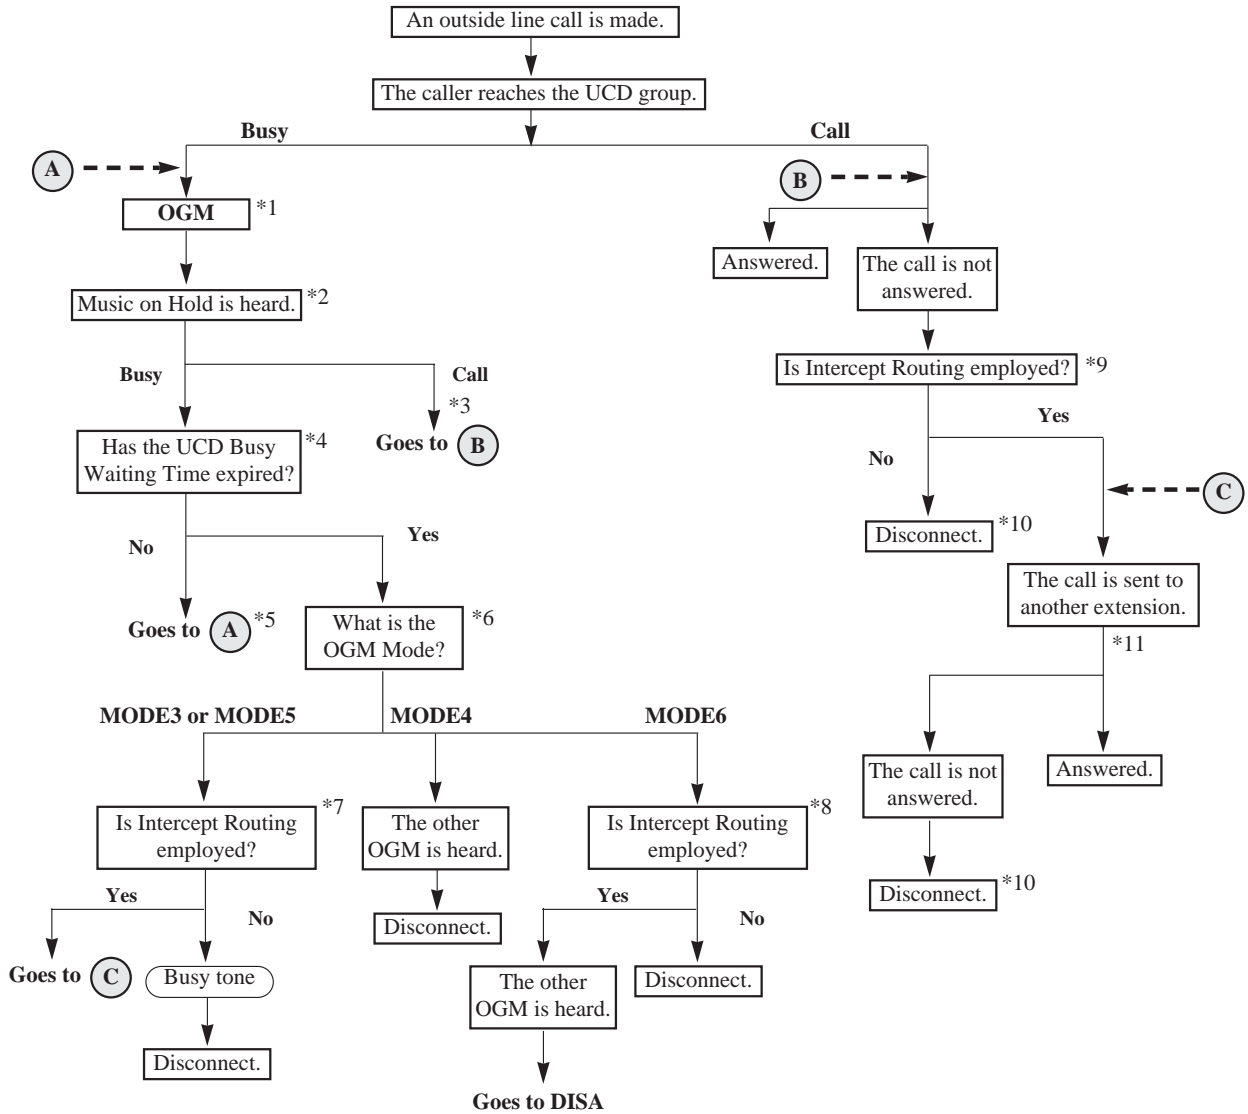 An outside line call is made.
The caller reaches the UCD group.
Busy
Call
A
B
OGM
*1
Answered.
The call is not
answered.
Music on Hold is heard.
*2
Busy
Call
*3
Goes to B
Is Intercept Routing employed?
*9
Yes
No
C
Has the UCD Busy
Waiting Time expired?
*4
Disconnect.
*10
No
Yes
Goes to A
*5
What is the
OGM Mode?
*6
The call is sent to
another extension.
*11
MODE3 or MODE5
MODE4
MODE6
The call is not
answered.
Answered.
Is Intercept Routing
employed?
*7
The other
OGM is heard.
Is Intercept Routing
employed?
*8
Disconnect.
*10
Yes
No
Disconnect.
Yes
No
Goes to C
Busy tone
The other
OGM is heard.
Disconnect.
Disconnect.
Goes to DISA